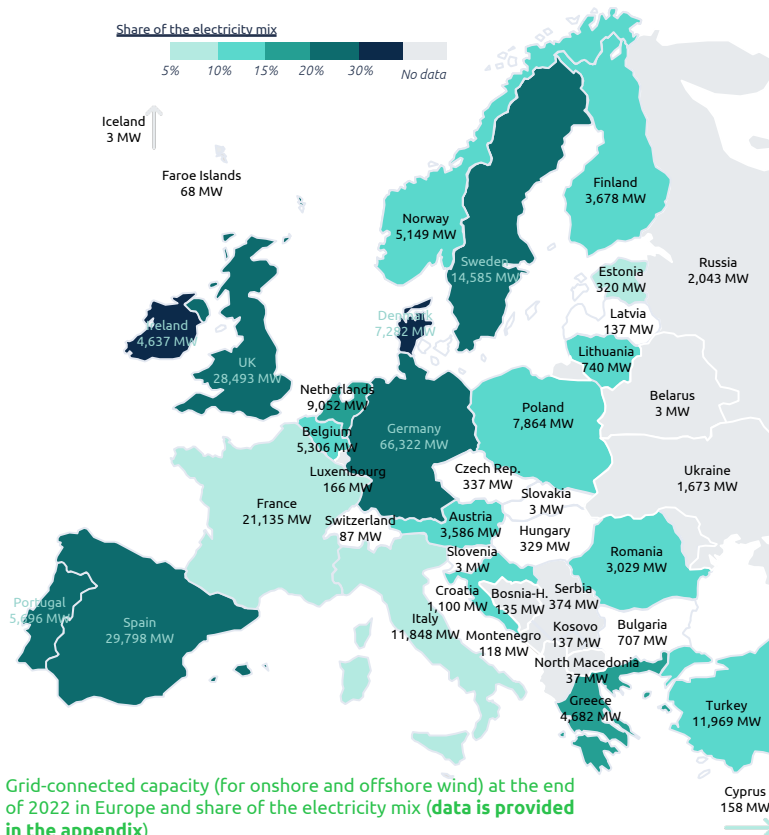 Share of the electricity mix
5% 10% 15% 20% 30% No data
Iceland
3 MW
Faroe Islands
68 MW
Norway
5,149 MW
Finland
3,678 MW
Sweden
14,585 MW
Russia
2,043 MW
Estonia
320 MW
Latvia
137 MW
Lithuania
740 MW
Ireland
4,637 MW
Denmark
7,282 MW
UK
28,493 MW
Netherlands
9,052 MW
Belarus
3 MW
Poland
7,864 MW
Belgium
5,306 MW
Germany
66,322 MW
Luxembourg
166 MW
Czech Rep.
337 MW
Ukraine
1,673 MW
Slovakia
3 MW
France
21,135 MW
Switzerland
87 MW
Austria
3,586 MW
Hungary
329 MW
Slovenia
3 MW
Romania
3,029 MW
Croatia
1,100 MW
Bosnia-H.
135 MW
Serbia
374 MW
Portugal
5,696 MW
Spain
29,798 MW
Italy
11,848 MW
Montenegro
118 MW
Kosovo
137 MW
Bulgaria
707 MW
North Macedonia
37 MW
Greece
4,682 MW
Turkey
11,969 MW
Cyprus
158 MW
Grid-connected capacity (for onshore and offshore wind) at the end
of 2022 in Europe and share of the electricity mix (data is provided
in the appendix)